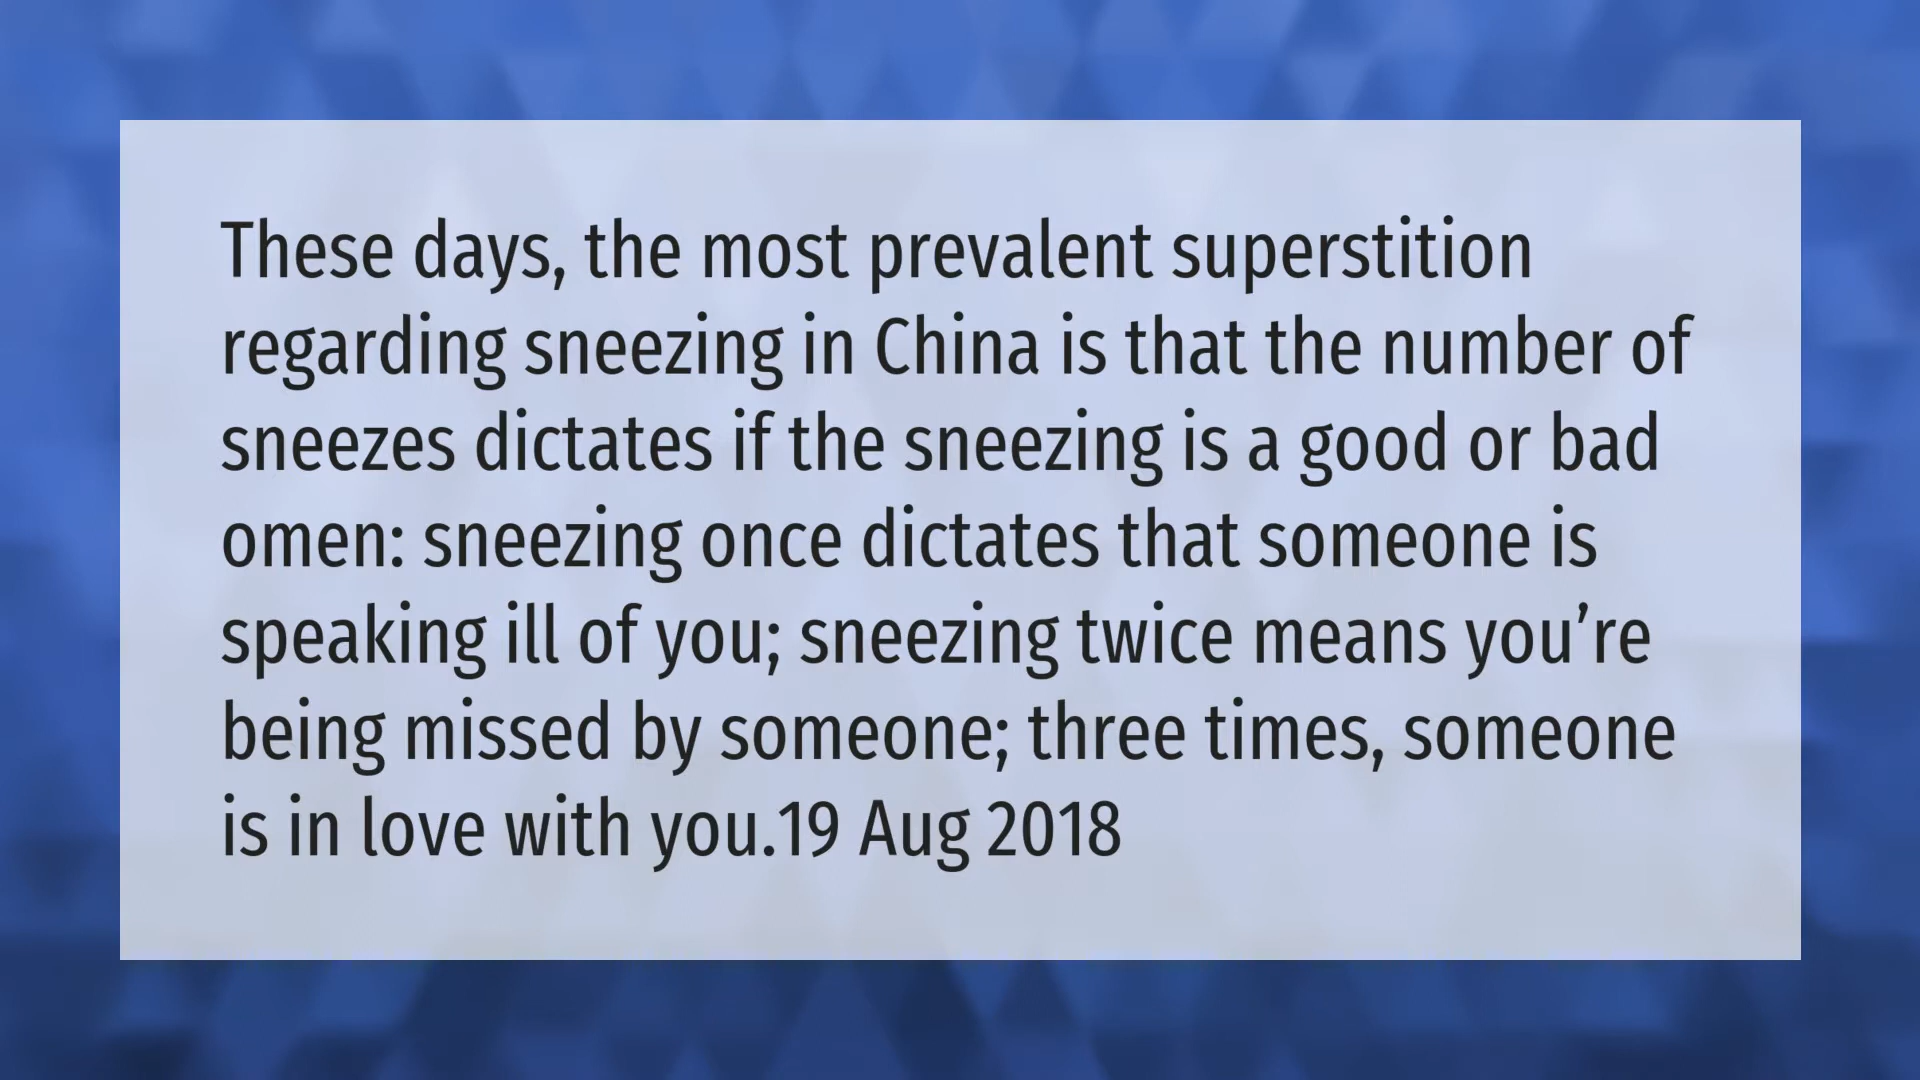 These days, the most prevalent superstition
regarding sneezing in China is that the number of
sneezes dictates if the sneezing is a good or bad
omen: sneezing once dictates that someone is
speaking ill of you; sneezing twice means you’re
being missed by someone; three times, someone
is in love with you.19 Aug 2018